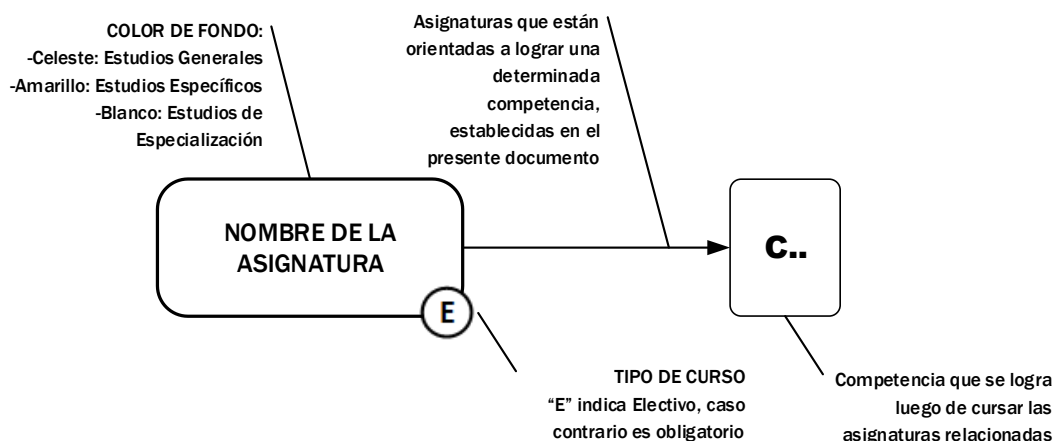 COLOR DE FONDO:
-Celeste: Estudios Generales
-Amarillo: Estudios Específicos
-Blanco: Estudios de
Especialización
Asignaturas que están
orientadas a lograr una
determinada
competencia,
establecidas en el
presente documento
NOMBRE DE LA
ASIGNATURA
E
C..
TIPO DE CURSO
“E” indica Electivo, caso
contrario es obligatorio
Competencia que se logra
luego de cursar las
asignaturas relacionadas